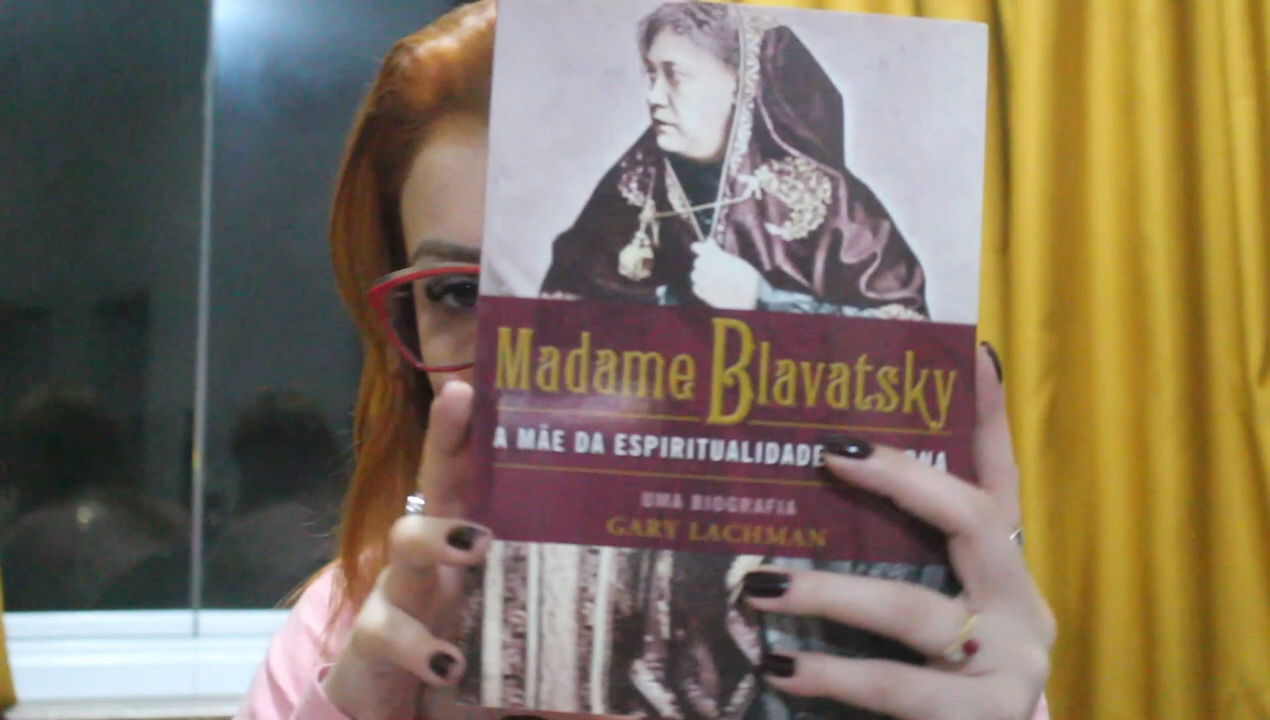 Madame Blavatsky
A MÃE DA ESPIRITUALIDADE
UMA BIOGRAFIA
GARY LACHMAN